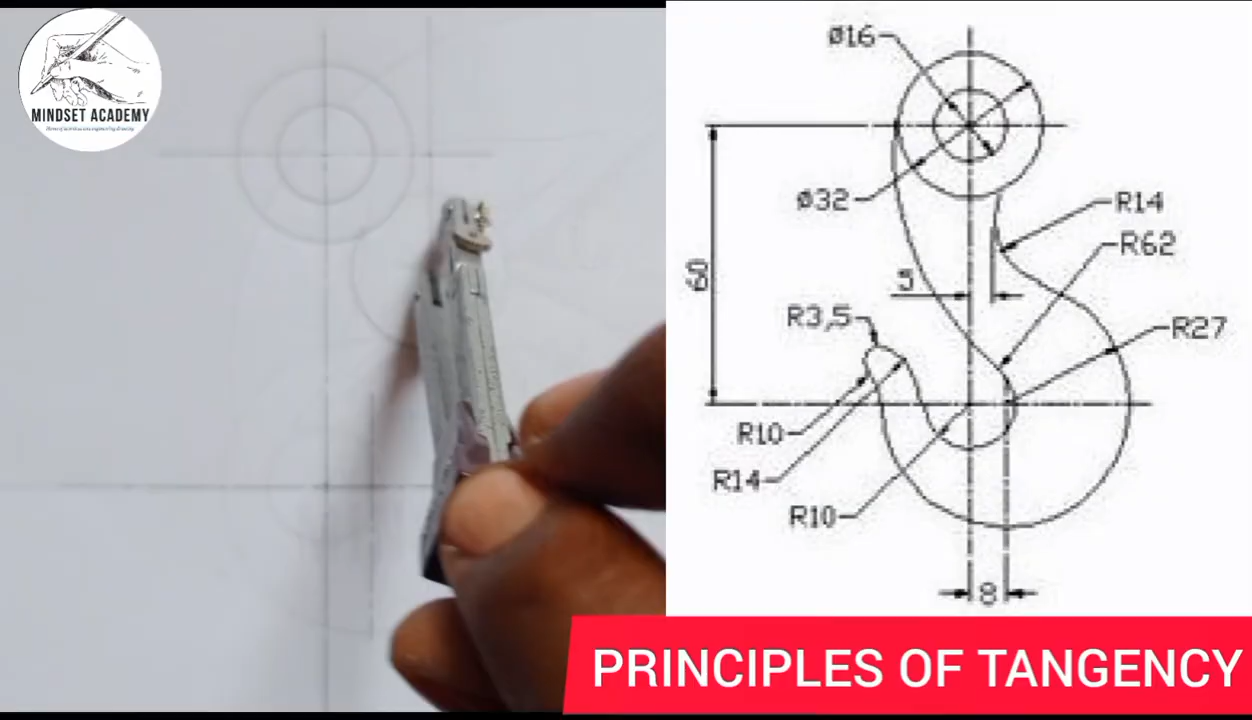 MINDSET ACADEMY
Ø16
Ø32
R14
R62
60
5
R3,5
R27
R10
R14
R10
8
PRINCIPLES OF TANGENCY